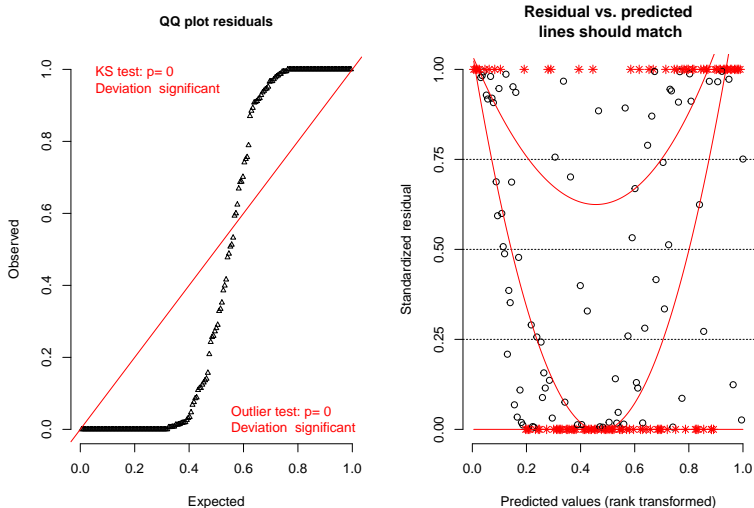 QQ plot residuals
KS test: p= 0
Deviation significant
Outlier test: p= 0
Deviation significant
Observed
0.0 0.2 0.4 0.6 0.8 1.0
0.0 0.2 0.4 0.6 0.8 1.0
Expected
Residual vs. predicted
lines should match
Standardized residual
0.00 0.25 0.50 0.75 1.00
0.0 0.2 0.4 0.6 0.8 1.0
Predicted values (rank transformed)